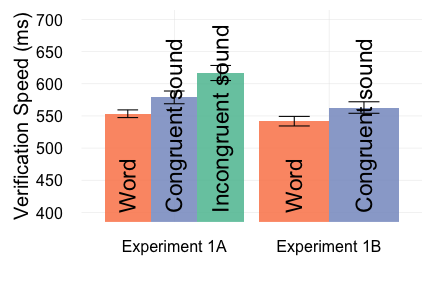 Verification Speed (ms)
700
650
600
550
500
450
400
Word
Congruent sound
Incongruent sound
Word
Congruent sound
Experiment 1A
Experiment 1B